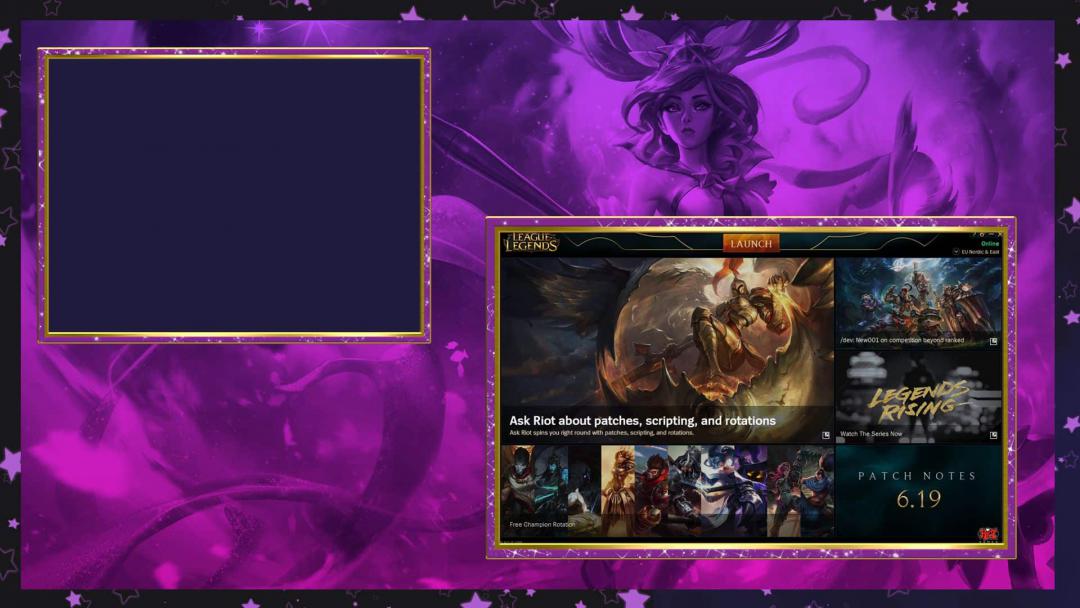 LEAGUE OF
LEGENDS
LAUNCH
Online
EU Nordic & East
/dev: New001 on competition beyond ranked
Ask Riot about patches, scripting, and rotations
Ask Riot spins you right round with patches, scripting, and rotations.
LEGENDS
RISING
Watch The Series Now
PATCH NOTES
6.19
Free Champion Rotation